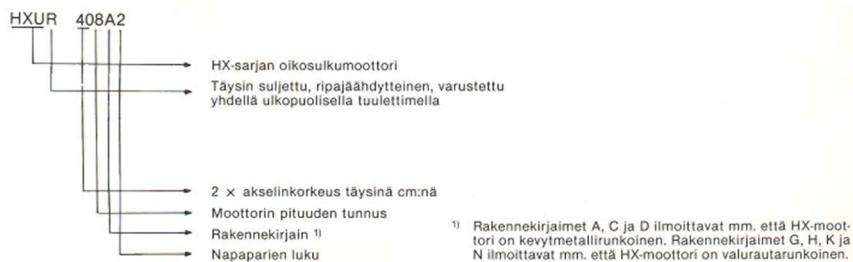 HXUR 408A2
HX-sarjan oikosulkumoottori
Täysin suljettu, ripajäähdytteinen, varustettu
yhdellä ulkopuolisella tuulettimella
2 × akselinkorkeus täysinä cm:nä
Moottorin pituuden tunnus
Rakennekirjain 1)
Napaparien luku
1) Rakennekirjaimet A, C ja D ilmoittavat mm. että HX-moot-
tori on kevytmetallirunkoinen. Rakennekirjaimet G, H, K ja
N ilmoittavat mm. että HX-moottori on valurautarunkoinen.